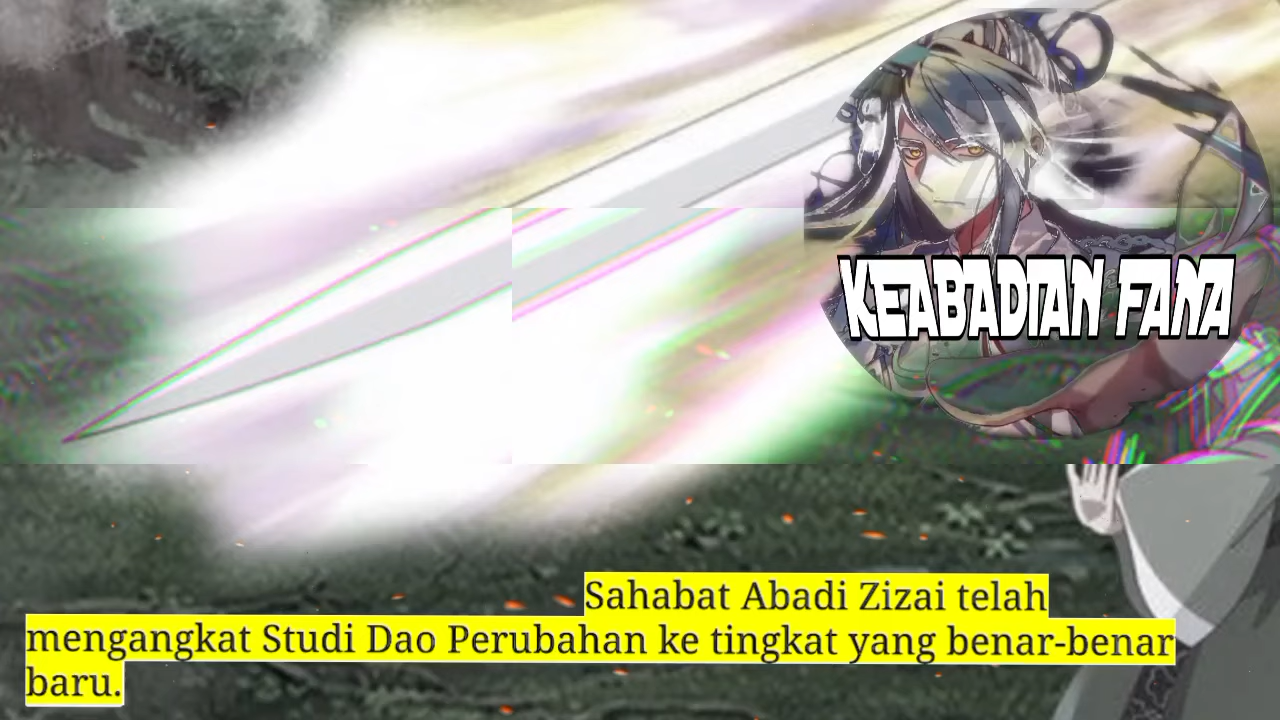 KEABADIAN FANA
Sahabat Abadi Zizai telah
mengangkat Studi Dao Perubahan ke tingkat yang benar-benar
baru.